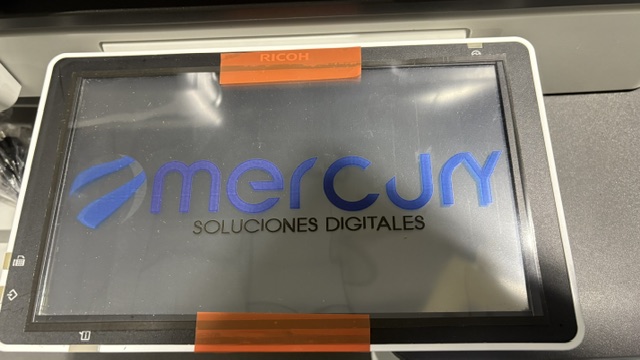 RICOH
mercury
SOLUCIONES DIGITALES